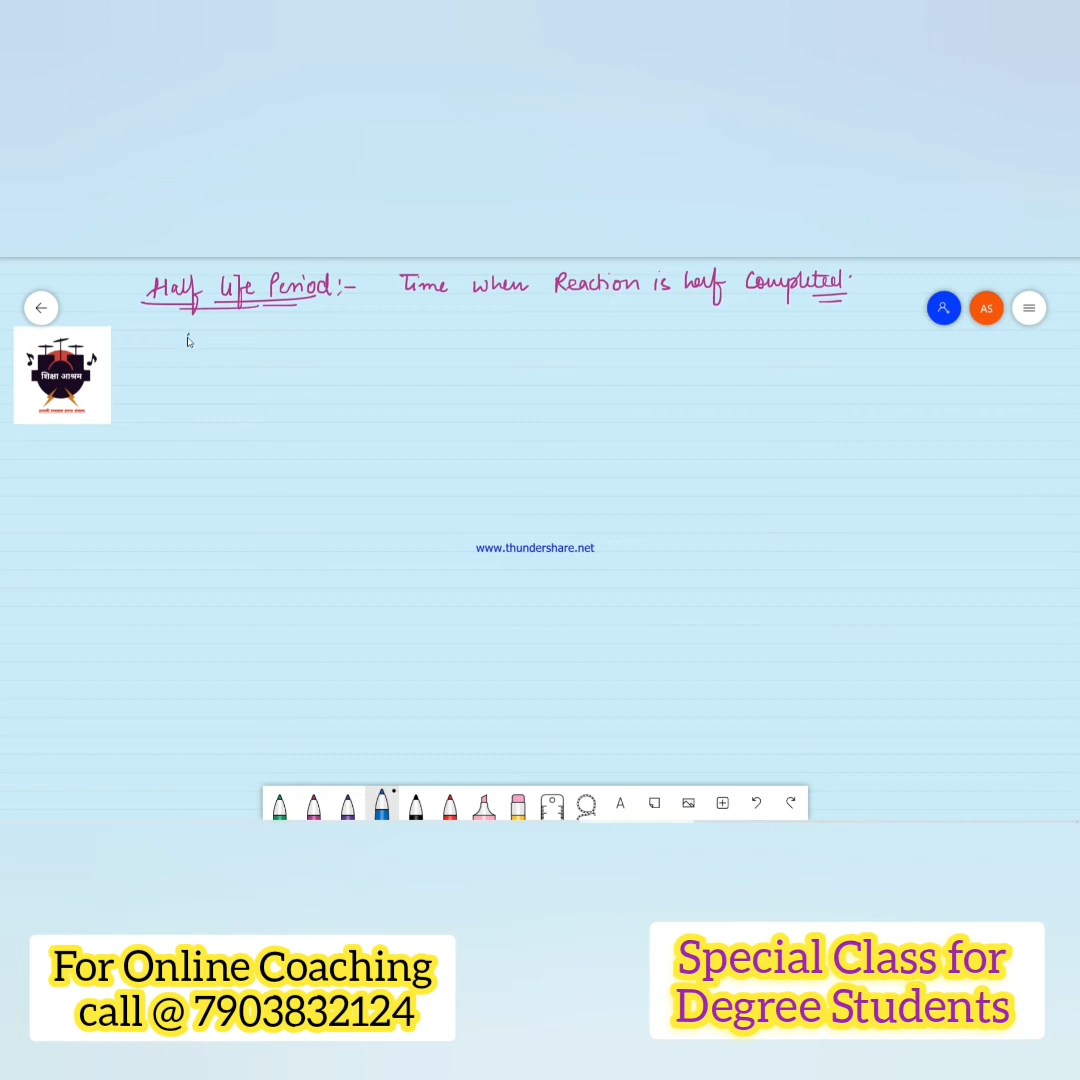 Half Life Period:- Time when Reaction is half Completed.
AS
शिक्षा आश्रम
www.thundershare.net
A
For Online Coaching
call @ 7903832124
Special Class for
Degree Students